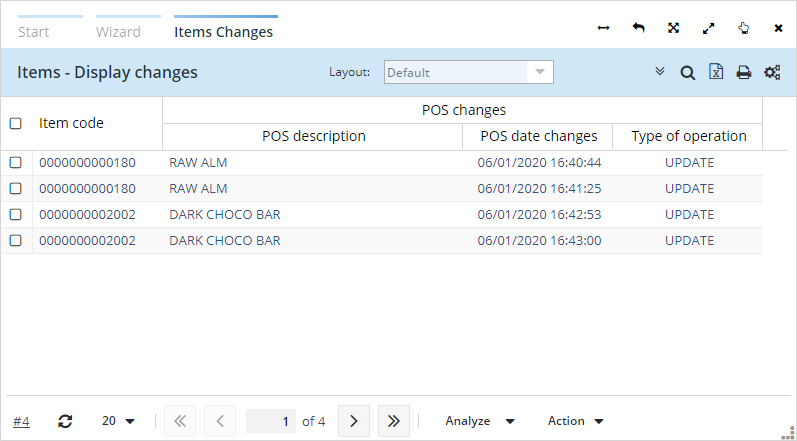 Start Wizard Items Changes
Items - Display changes Layout: Default
Item code POS changes
POS description POS date changes Type of operation
0000000000180 RAW ALM 06/01/2020 16:40:44 UPDATE
0000000000180 RAW ALM 06/01/2020 16:41:25 UPDATE
0000000002002 DARK CHOCO BAR 06/01/2020 16:42:53 UPDATE
0000000002002 DARK CHOCO BAR 06/01/2020 16:43:00 UPDATE
#4 20 1 of 4 Analyze Action